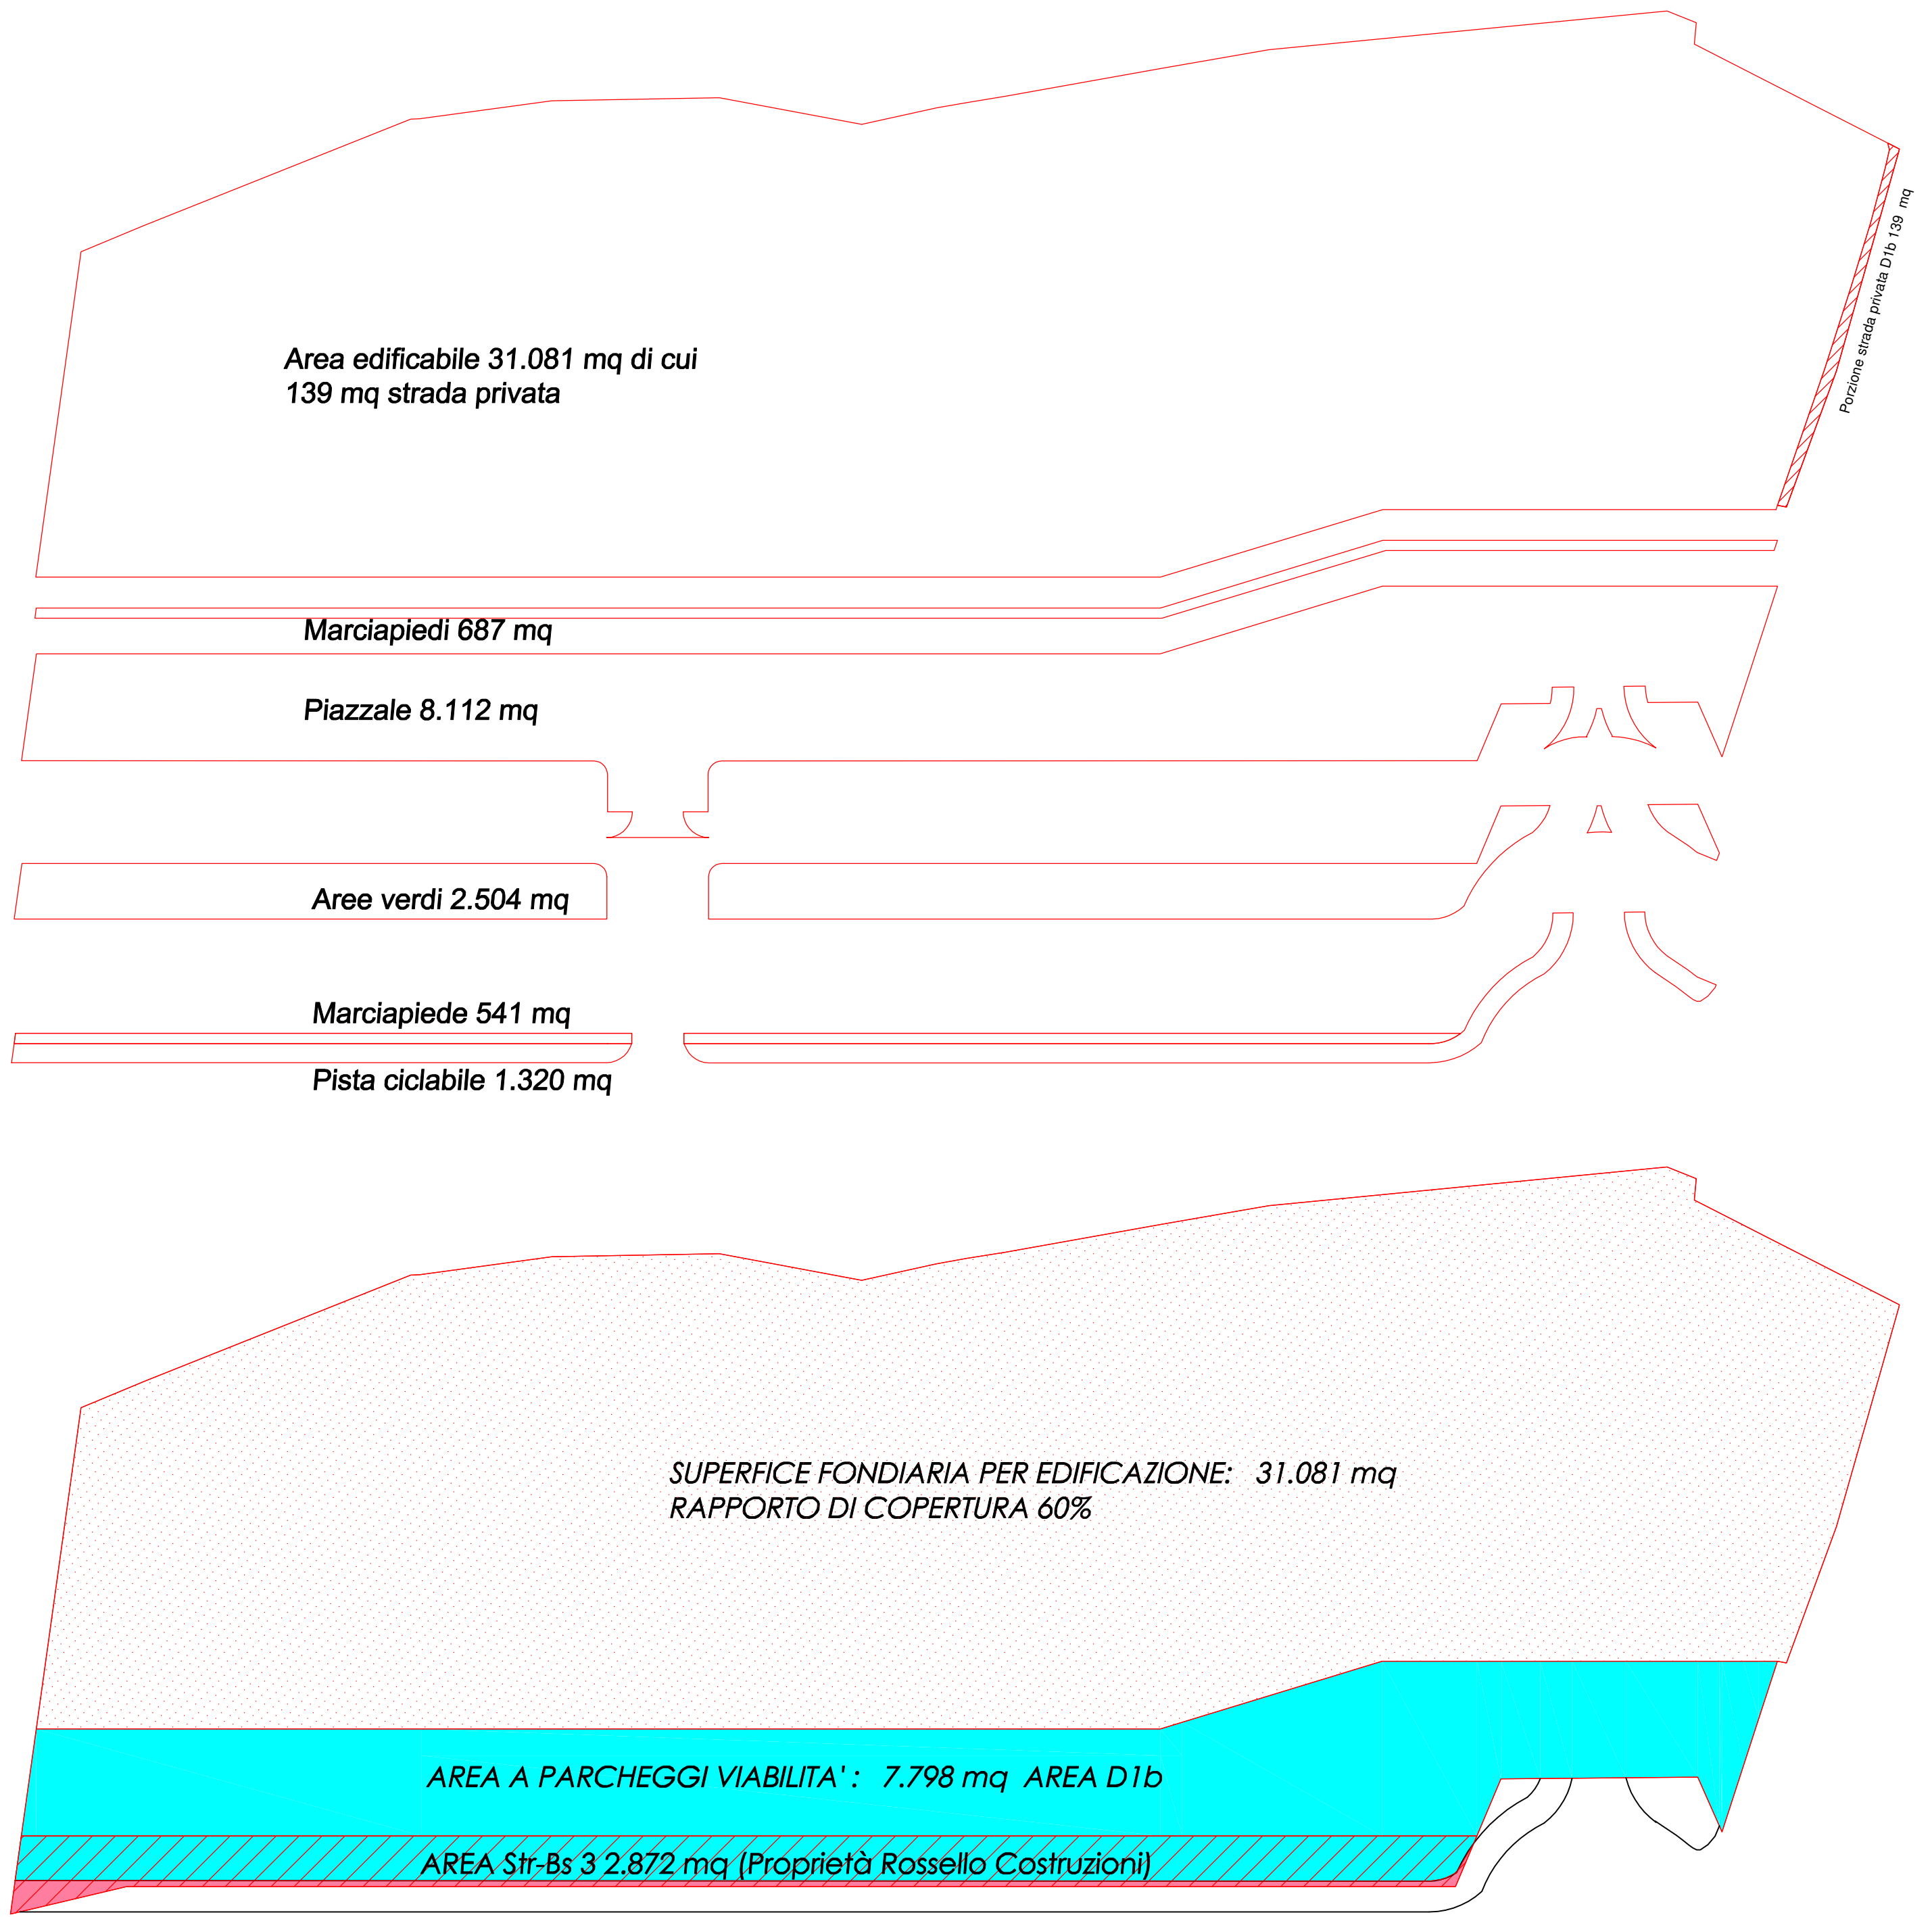 Area edificabile 31.081 mq di cui
139 mq strada privata
Porzione strada privata D1b 139 mq
Marciapiedi 687 mq
Piazzale 8.112 mq
Aree verdi 2.504 mq
Marciapiede 541 mq
Pista ciclabile 1.320 mq
SUPERFICE FONDIARIA PER EDIFICAZIONE: 31.081 mq
RAPPORTO DI COPERTURA 60%
AREA A PARCHEGGI VIABILITA' : 7.798 mq AREA D1b
AREA Str-Bs 3 2.872 mq (Proprietà Rossello Costruzioni)